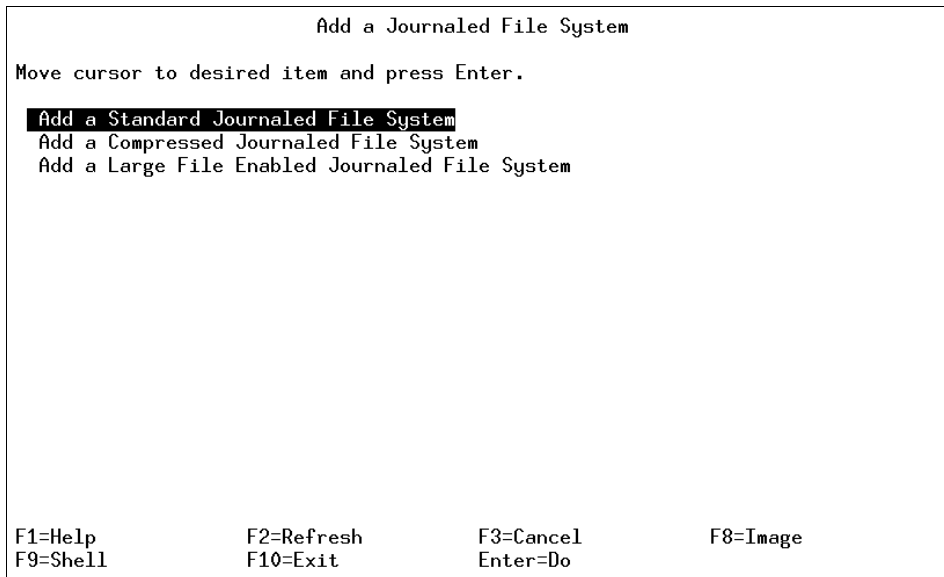 Add a Journaled File System
Move cursor to desired item and press Enter.
Add a Standard Journaled File System
Add a Compressed Journaled File System
Add a Large File Enabled Journaled File System
F1=Help F2=Refresh F3=Cancel F8=Image
F9=Shell F10=Exit Enter=Do